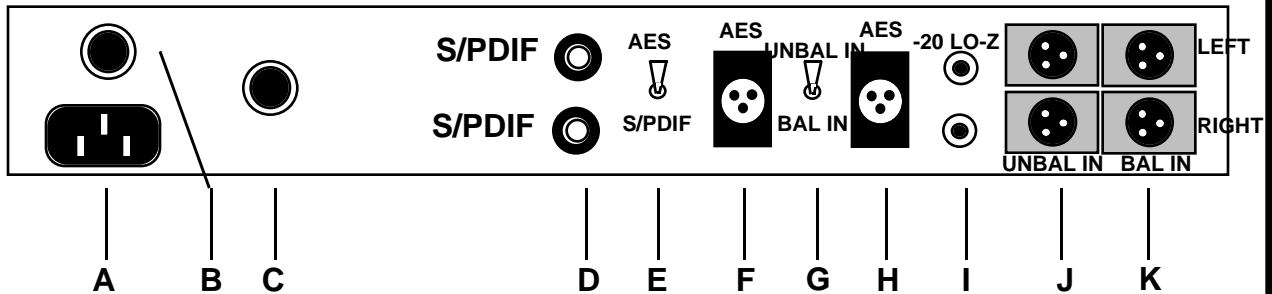 S/PDIF
S/PDIF
AES
S/PDIF
AES
UNBAL IN
BAL IN
AES
-20 LO-Z
LEFT
RIGHT
UNBAL IN
BAL IN
A
B
C
D
E
F
G
H
I
J
K